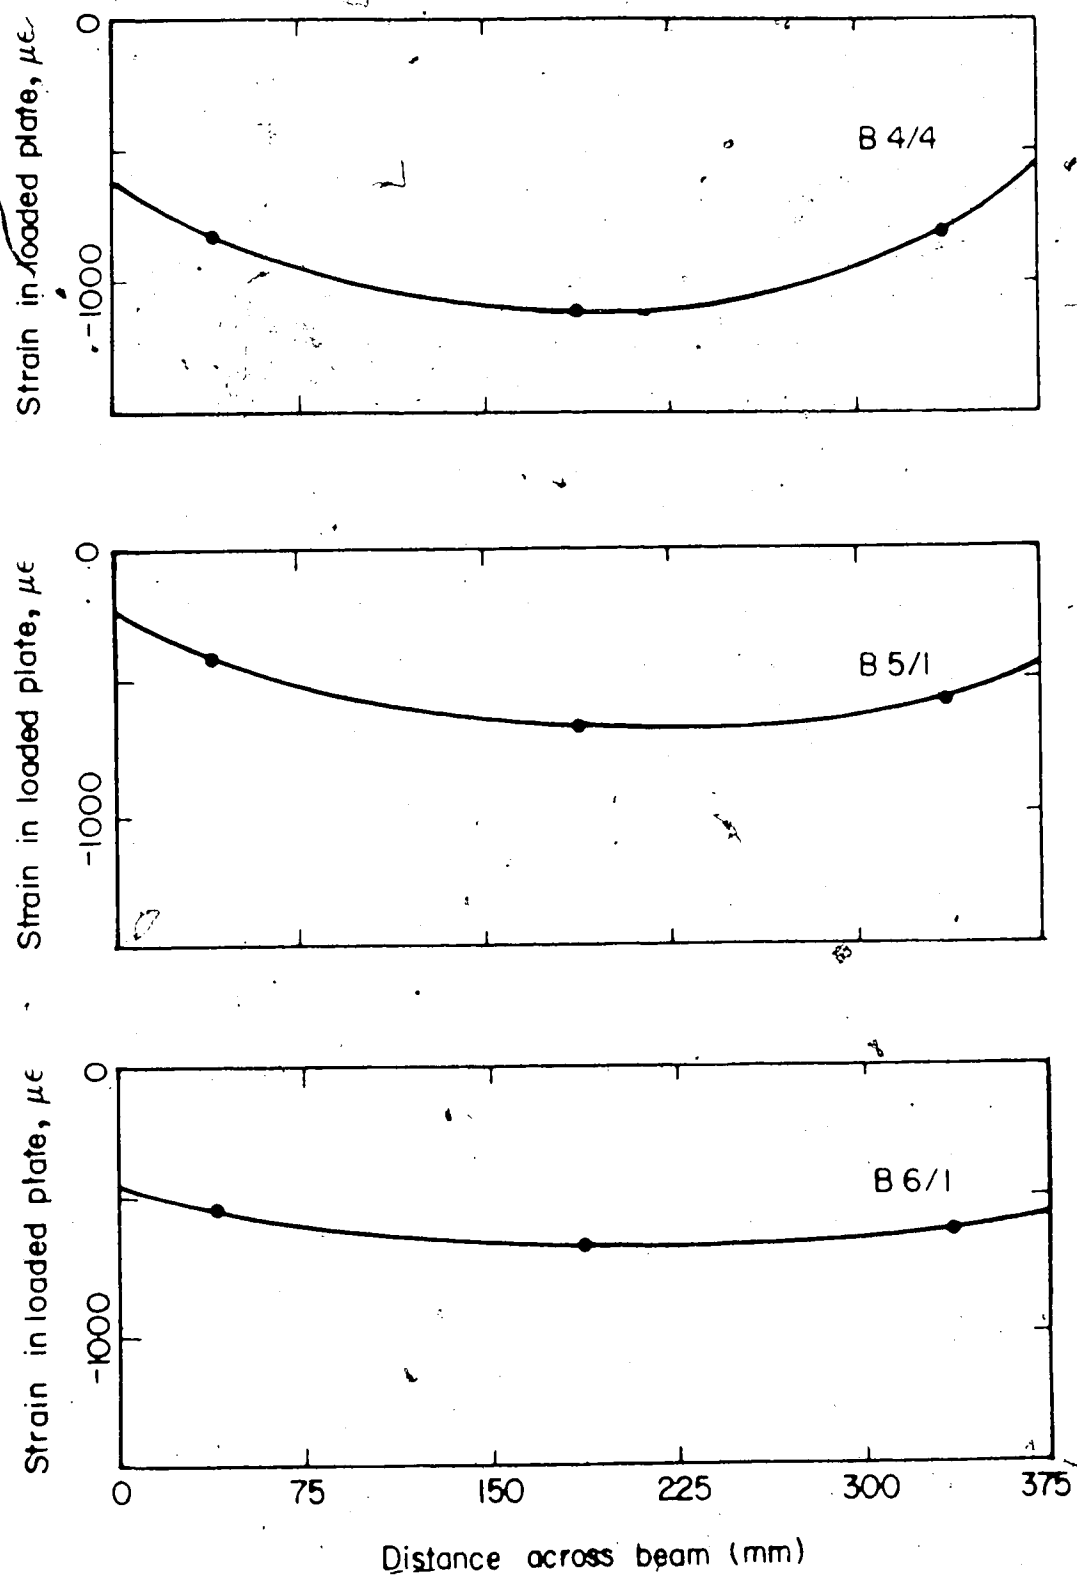 Strain in loaded plate, με
0
-1000
B 4/4
Strain in loaded plate, με
0
-1000
B 5/1
Strain in loaded plate, με
0
-1000
B 6/1
0 75 150 225 300 375
Distance across beam (mm)